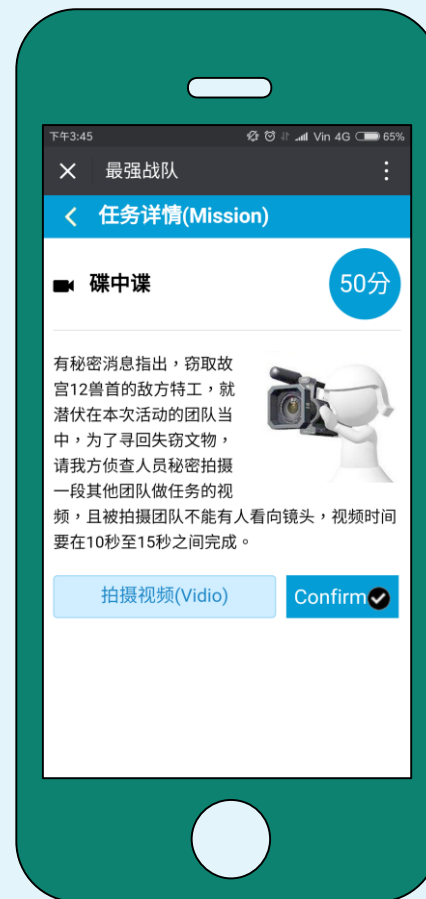 下午3:45 Vin 4G 65%
最强战队
任务详情(Mission)
碟中谍
50分
有秘密消息指出，窃取故
宫12兽首的敌方特工，就
潜伏在本次活动的团队当
中，为了寻回失窃文物，
请我方侦查人员秘密拍摄
一段其他团队做任务的视
频，且被拍摄团队不能有人看向镜头，视频时间
要在10秒至15秒之间完成。
拍摄视频(Vidio) Confirm